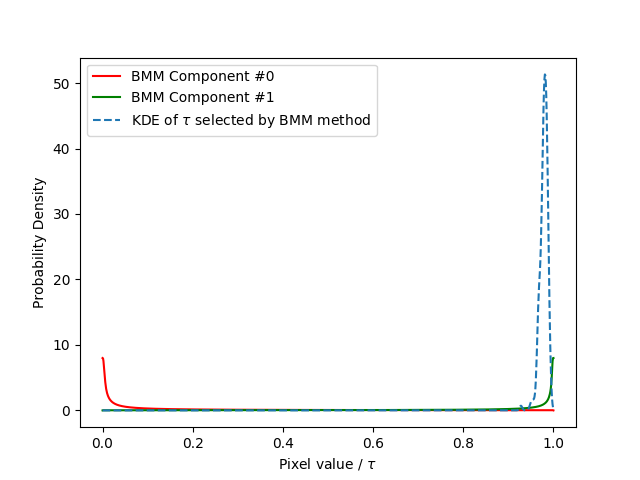 BMM Component #0
BMM Component #1
KDE of τ selected by BMM method
Probability Density
50
40
30
20
10
0
0.0 0.2 0.4 0.6 0.8 1.0
Pixel value / τ